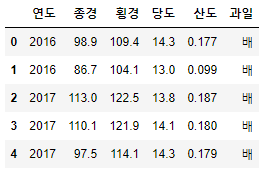 연도 종경 횡경 당도 산도 과일
0 2016 98.9 109.4 14.3 0.177 배
1 2016 86.7 104.1 13.0 0.099 배
2 2017 113.0 122.5 13.8 0.187 배
3 2017 110.1 121.9 14.1 0.180 배
4 2017 97.5 114.1 14.3 0.179 배